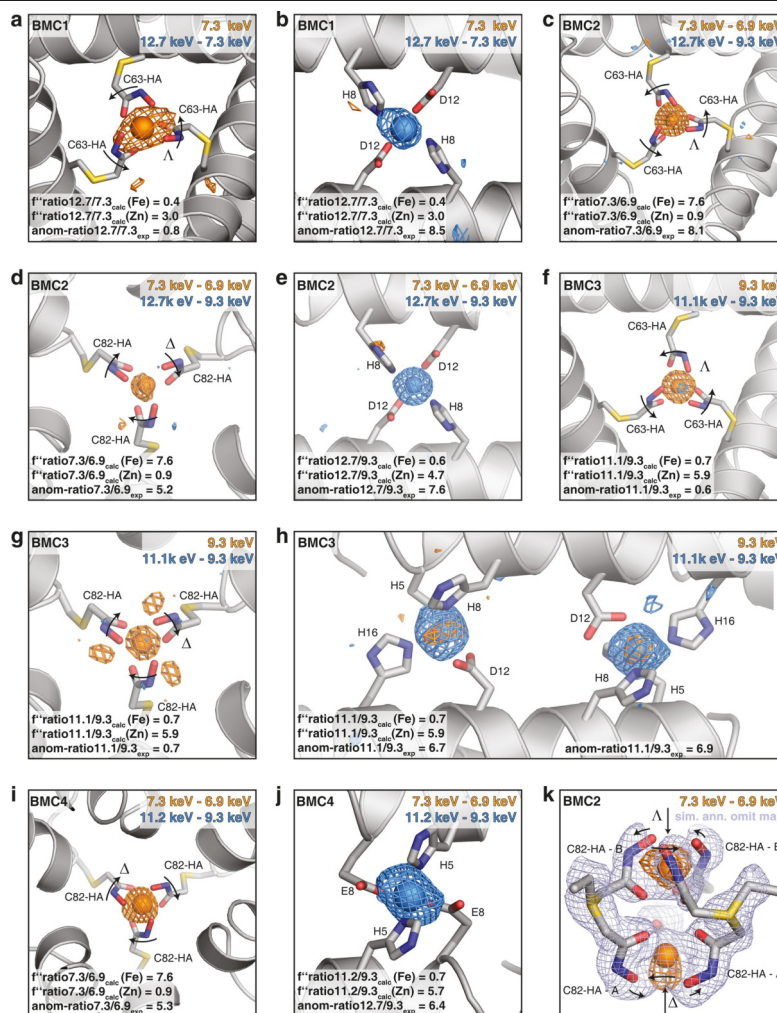 a BMC1 7.3 keV
12.7 keV - 7.3 keV
C63-HA
C63-HA
Λ
C63-HA
f''ratio12.7/7.3calc(Fe) = 0.4
f''ratio12.7/7.3calc(Zn) = 3.0
anom-ratio12.7/7.3exp = 0.8
b BMC1 7.3 keV
12.7 keV - 7.3 keV
H8
D12
D12
H8
f''ratio12.7/7.3calc(Fe) = 0.4
f''ratio12.7/7.3calc(Zn) = 3.0
anom-ratio12.7/7.3exp = 8.5
c BMC2 7.3 keV - 6.9 keV
12.7k eV - 9.3 keV
C63-HA
C63-HA
Λ
C63-HA
f''ratio7.3/6.9calc(Fe) = 7.6
f''ratio7.3/6.9calc(Zn) = 0.9
anom-ratio7.3/6.9exp = 8.1
d BMC2 7.3 keV - 6.9 keV
12.7k eV - 9.3 keV
C82-HA
Δ
C82-HA
C82-HA
f''ratio7.3/6.9calc(Fe) = 7.6
f''ratio7.3/6.9calc(Zn) = 0.9
anom-ratio7.3/6.9exp = 5.2
e BMC2 7.3 keV - 6.9 keV
12.7k eV - 9.3 keV
H8
D12
D12
H8
f''ratio12.7/9.3calc(Fe) = 0.6
f''ratio12.7/9.3calc(Zn) = 4.7
anom-ratio12.7/9.3exp = 7.6
f BMC3 9.3 keV
11.1k eV - 9.3 keV
C63-HA
Λ
C63-HA
C63-HA
f''ratio11.1/9.3calc(Fe) = 0.7
f''ratio11.1/9.3calc(Zn) = 5.9
anom-ratio11.1/9.3exp = 0.6
g BMC3 9.3 keV
11.1k eV - 9.3 keV
C82-HA
C82-HA
Δ
C82-HA
f''ratio11.1/9.3calc(Fe) = 0.7
f''ratio11.1/9.3calc(Zn) = 5.9
anom-ratio11.1/9.3exp = 0.7
h BMC3 9.3 keV
11.1k eV - 9.3 keV
H5
H8
H16
D12
D12
H16
H8
H5
f''ratio11.1/9.3calc(Fe) = 0.7
f''ratio11.1/9.3calc(Zn) = 5.9
anom-ratio11.1/9.3exp = 6.7
anom-ratio11.1/9.3exp = 6.9
i BMC4 7.3 keV - 6.9 keV
11.2 keV - 9.3 keV
C82-HA
Δ
C82-HA
C82-HA
f''ratio7.3/6.9calc(Fe) = 7.6
f''ratio7.3/6.9calc(Zn) = 0.9
anom-ratio7.3/6.9exp = 5.3
j BMC4 7.3 keV - 6.9 keV
11.2 keV - 9.3 keV
H5
E8
E8
H5
f''ratio11.2/9.3calc(Fe) = 0.7
f''ratio11.2/9.3calc(Zn) = 5.7
anom-ratio12.7/9.3exp = 6.4
k BMC2 7.3 keV - 6.9 keV
sim. ann. omit ma
Λ
C82-HA - B
C82-HA - B
C82-HA - A
C82-HA -
Δ